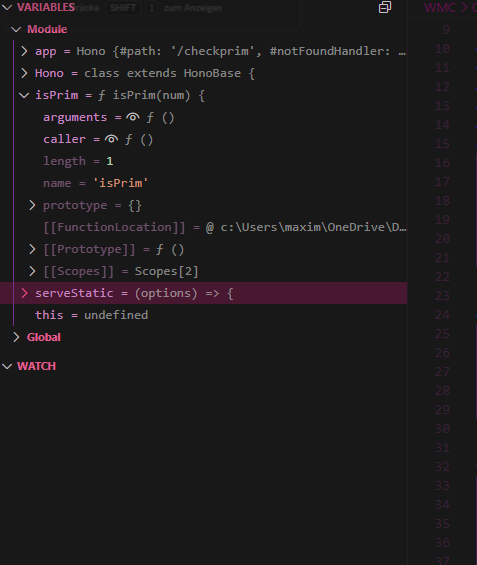 VARIABLES rücke SHIFT zum Anzeigen
WMC >
Module
app = Hono {#path: '/checkprim', #notFoundHandler: …
Hono = class extends HonoBase {
isPrim = ƒ isPrim(num) {
arguments = ƒ ()
caller = ƒ ()
length = 1
name = 'isPrim'
prototype = {}
[[FunctionLocation]] = @ c:\Users\maxim\OneDrive\D…
[[Prototype]] = ƒ ()
[[Scopes]] = Scopes[2]
serveStatic = (options) => {
this = undefined
Global
WATCH
9
10
11
12
13
14
15
16
17
18
19
20
21
22
23
24
25
26
27
28
29
30
31
32
33
34
35
36
37